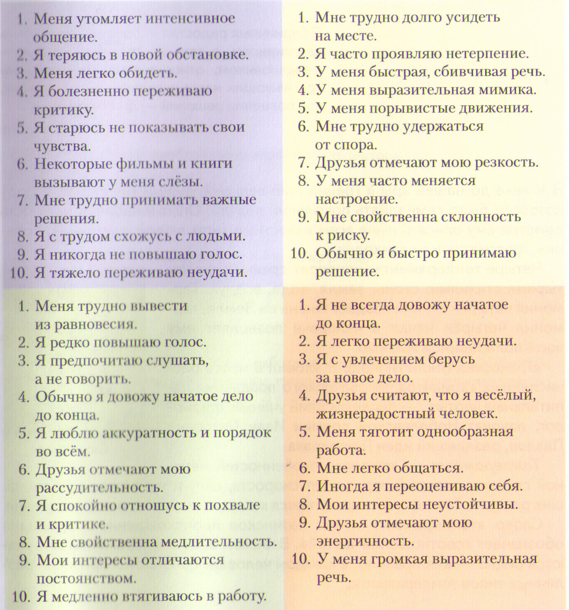 1. Меня утомляет интенсивное
общение.
2. Я теряюсь в новой обстановке.
3. Меня легко обидеть.
4. Я болезненно переживаю
критику.
5. Я старюсь не показывать свои
чувства.
6. Некоторые фильмы и книги
вызывают у меня слёзы.
7. Мне трудно принимать важные
решения.
8. Я с трудом схожусь с людьми.
9. Я никогда не повышаю голос.
10. Я тяжело переживаю неудачи.
1. Мне трудно долго усидеть
на месте.
2. Я часто проявляю нетерпение.
3. У меня быстрая, сбивчивая речь.
4. У меня выразительная мимика.
5. У меня порывистые движения.
6. Мне трудно удержаться
от спора.
7. Друзья отмечают мою резкость.
8. У меня часто меняется
настроение.
9. Мне свойственна склонность
к риску.
10. Обычно я быстро принимаю
решение.
1. Меня трудно вывести
из равновесия.
2. Я редко повышаю голос.
3. Я предпочитаю слушать,
а не говорить.
4. Обычно я довожу начатое дело
до конца.
5. Я люблю аккуратность и порядок
во всём.
6. Друзья отмечают мою
рассудительность.
7. Я спокойно отношусь к похвале
и критике.
8. Мне свойственна медлительность.
9. Мои интересы отличаются
постоянством.
10. Я медленно втягиваюсь в работу.
1. Я не всегда довожу начатое
до конца.
2. Я легко переживаю неудачи.
3. Я с увлечением берусь
за новое дело.
4. Друзья считают, что я весёлый,
жизнерадостный человек.
5. Меня тяготит однообразная
работа.
6. Мне легко общаться.
7. Иногда я переоцениваю себя.
8. Мои интересы неустойчивы.
9. Друзья отмечают мою
энергичность.
10. У меня громкая выразительная
речь.